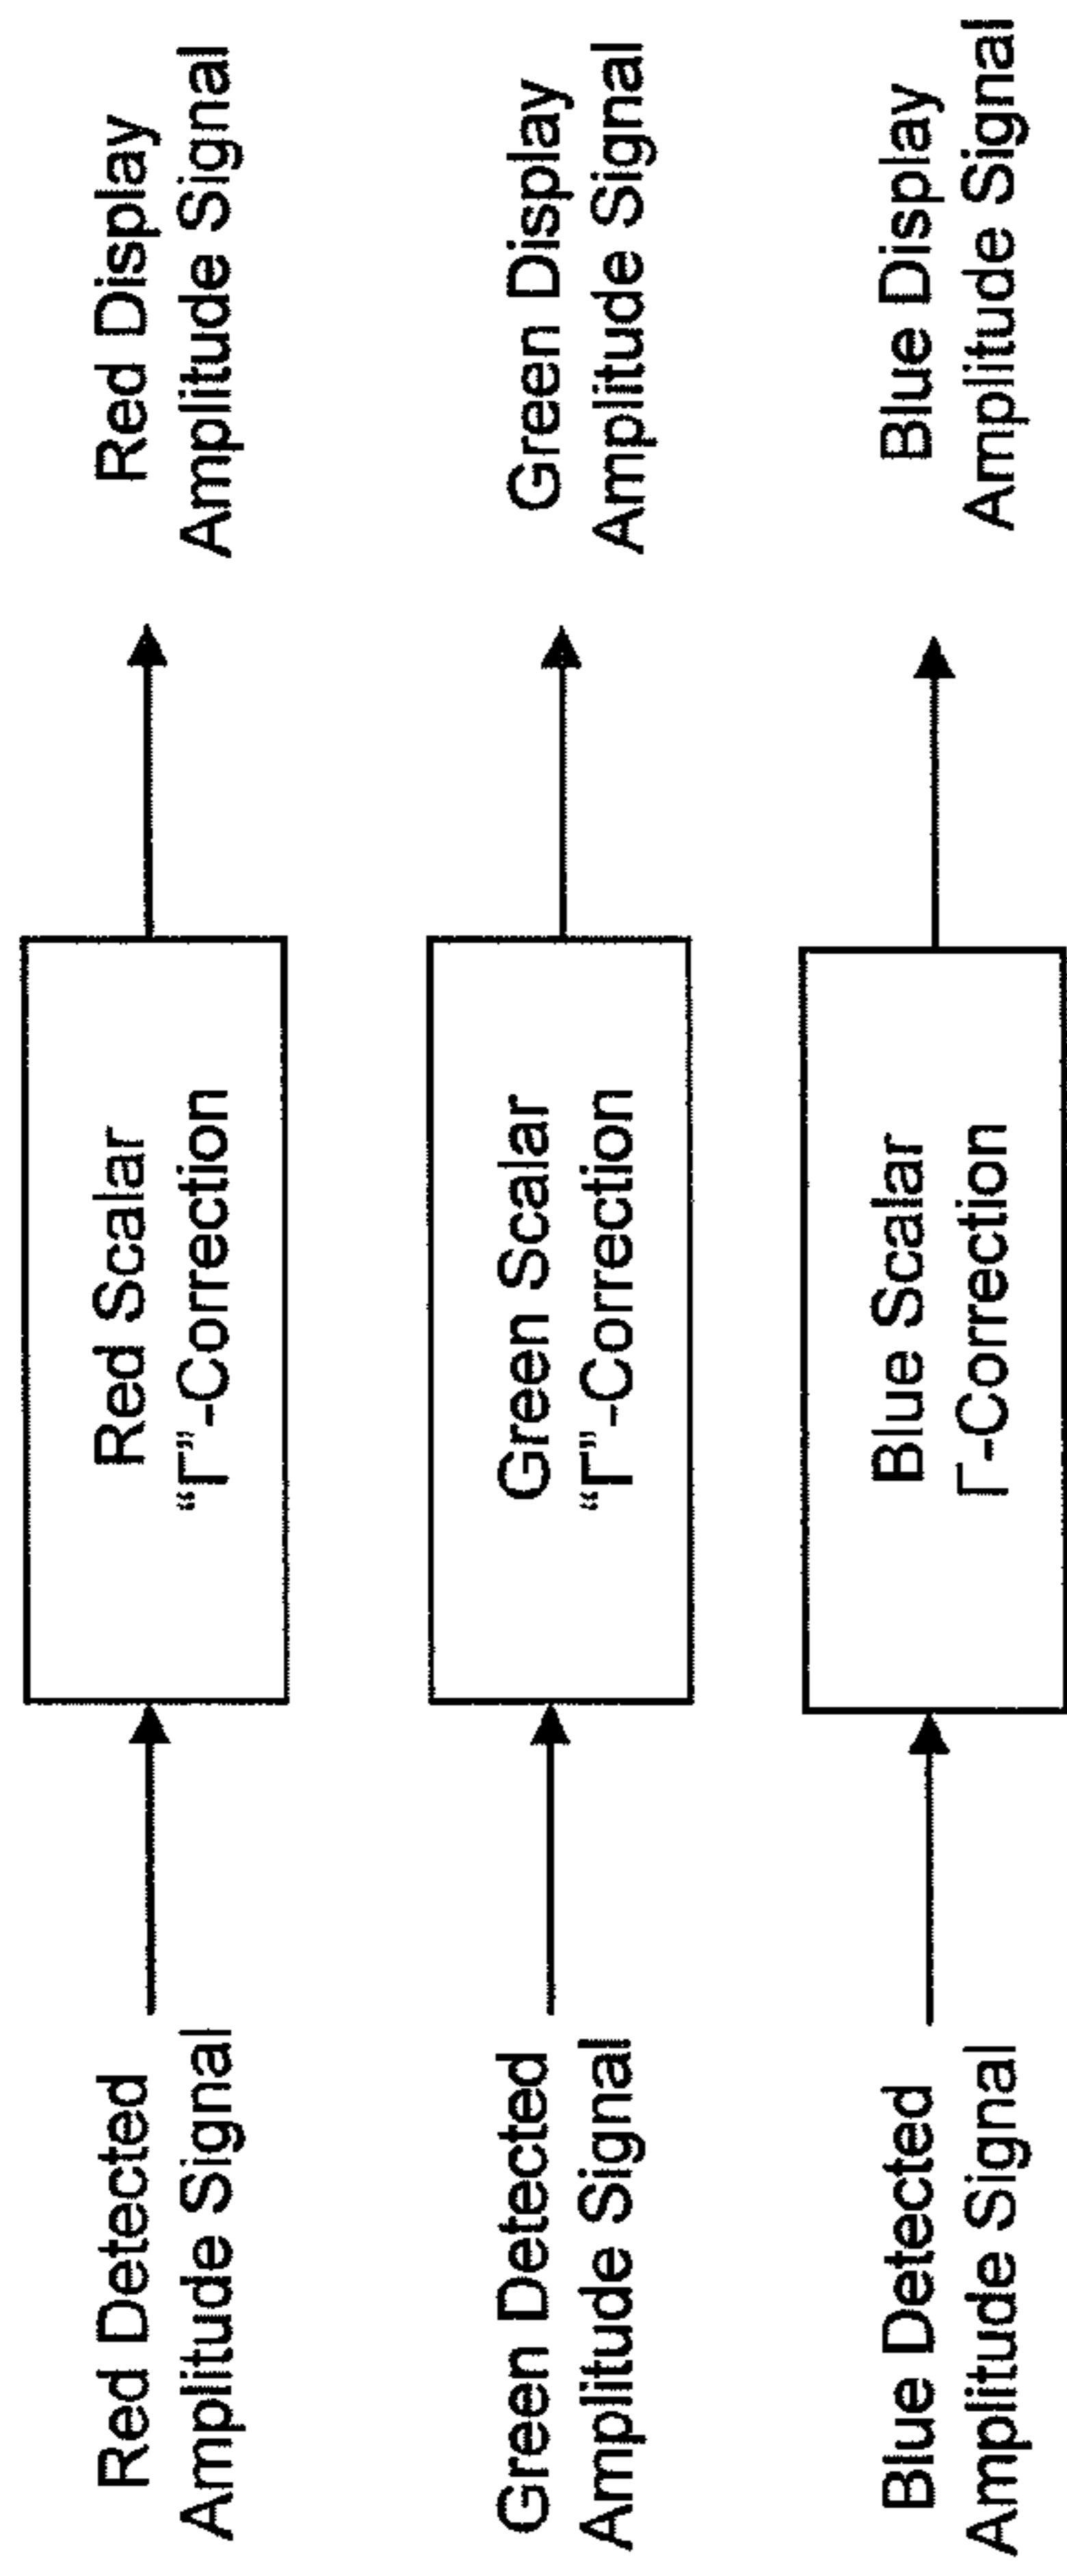 Red Detected
Amplitude Signal
Red Scalar
“Γ”-Correction
Red Display
Amplitude Signal
Green Detected
Amplitude Signal
Green Scalar
“Γ”-Correction
Green Display
Amplitude Signal
Blue Detected
Amplitude Signal
Blue Scalar
Γ-Correction
Blue Display
Amplitude Signal